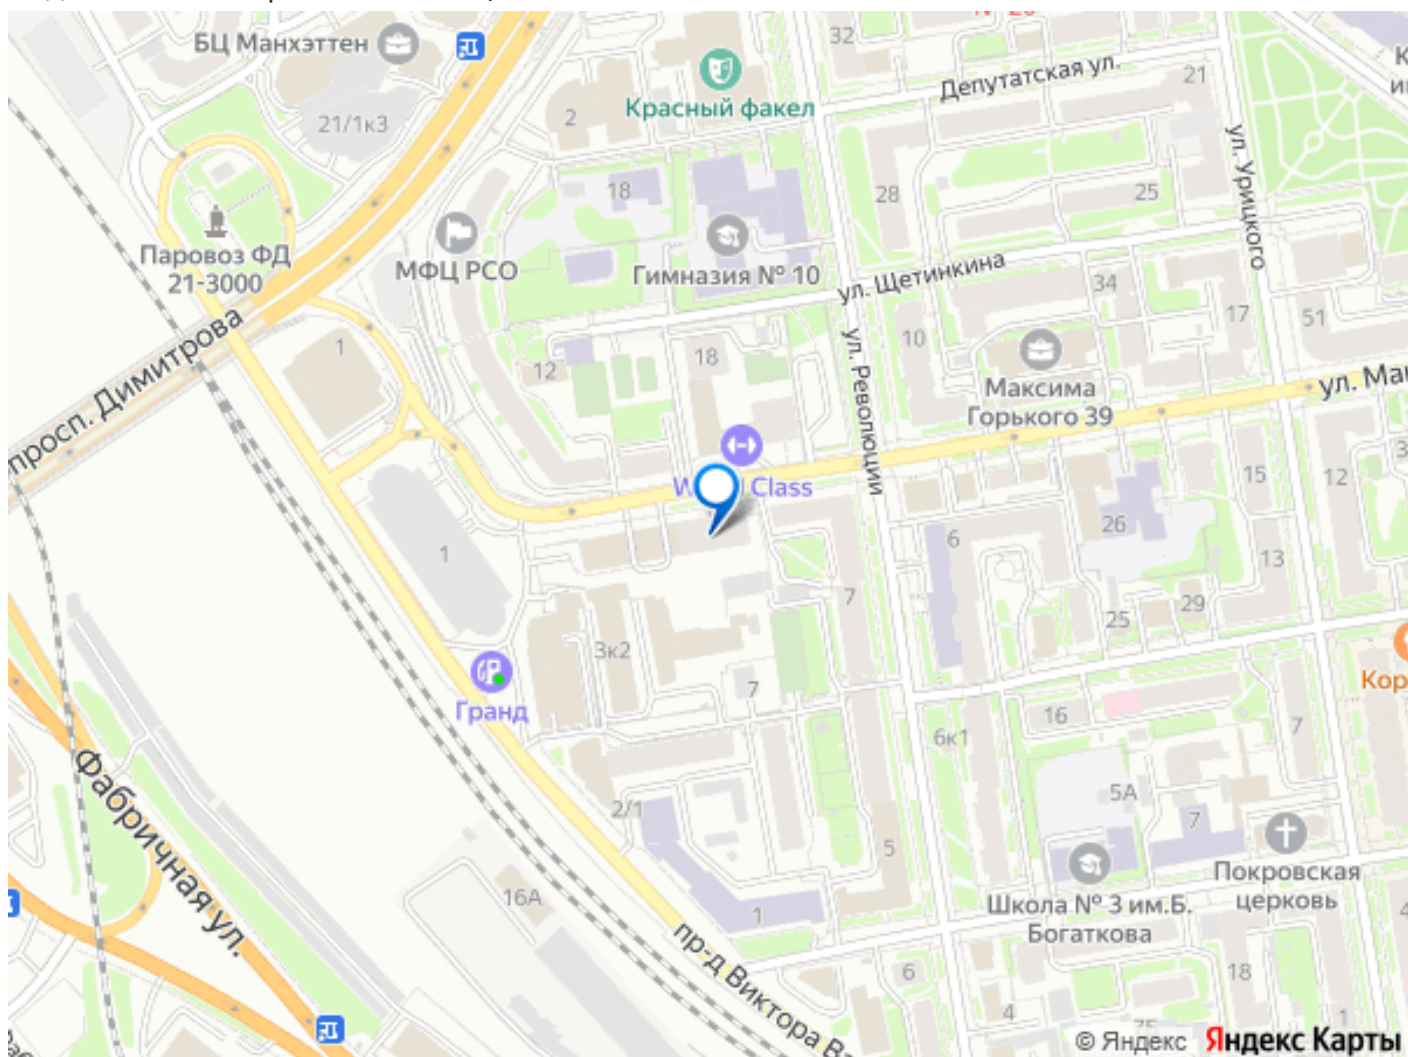 БЦ Манхэттен
32
21/1к3
2
Красный факел
Депутатская ул.
21
ул. Урицкого
18
28
25
Паровоз ФД
21-3000
МФЦ РСО
Гимназия № 10
ул. Щетинкина
34
17
51
просп. Димитрова
1
12
18
ул. Революции
10
Максима
Горького 39
15
12
1
Class
6
26
13
7
25
29
3к2
7
Гранд
16
6к1
7
Фабричная ул.
2/1
5
5А
7
16А
1
Школа № 3 им.Б.
Богаткова
Покровская
церковь
пр-д Виктора
6
4
18
1
© Яндекс Яндекс Карты